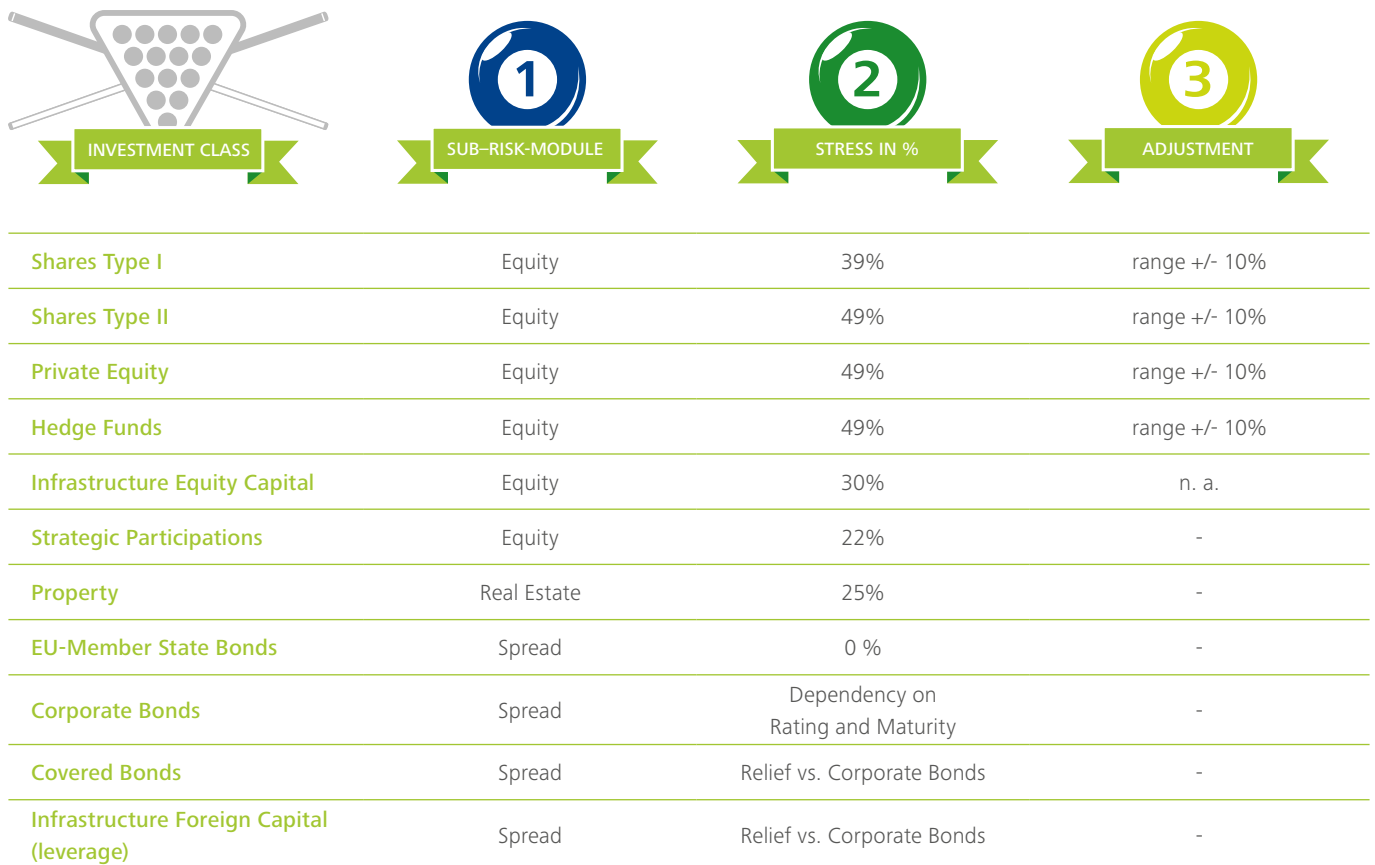 1 2 3
INVESTMENT CLASS SUB–RISK-MODULE STRESS IN % ADJUSTMENT
Shares Type I Equity 39% range +/- 10%
Shares Type II Equity 49% range +/- 10%
Private Equity Equity 49% range +/- 10%
Hedge Funds Equity 49% range +/- 10%
Infrastructure Equity Capital Equity 30% n. a.
Strategic Participations Equity 22% -
Property Real Estate 25% -
EU-Member State Bonds Spread 0 % -
Corporate Bonds Spread Dependency on
Rating and Maturity -
Covered Bonds Spread Relief vs. Corporate Bonds -
Infrastructure Foreign Capital
(leverage) Spread Relief vs. Corporate Bonds -